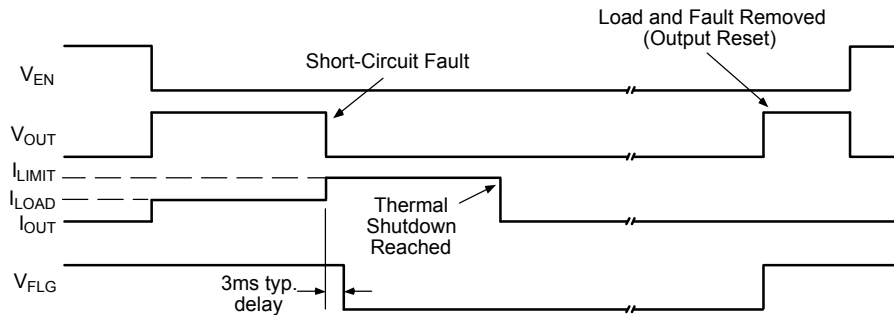 Load and Fault Removed
(Output Reset)
Short-Circuit Fault
VEN
VOUT
ILIMIT
ILOAD
IOUT
Thermal
Shutdown
Reached
VFLG
3ms typ.
delay